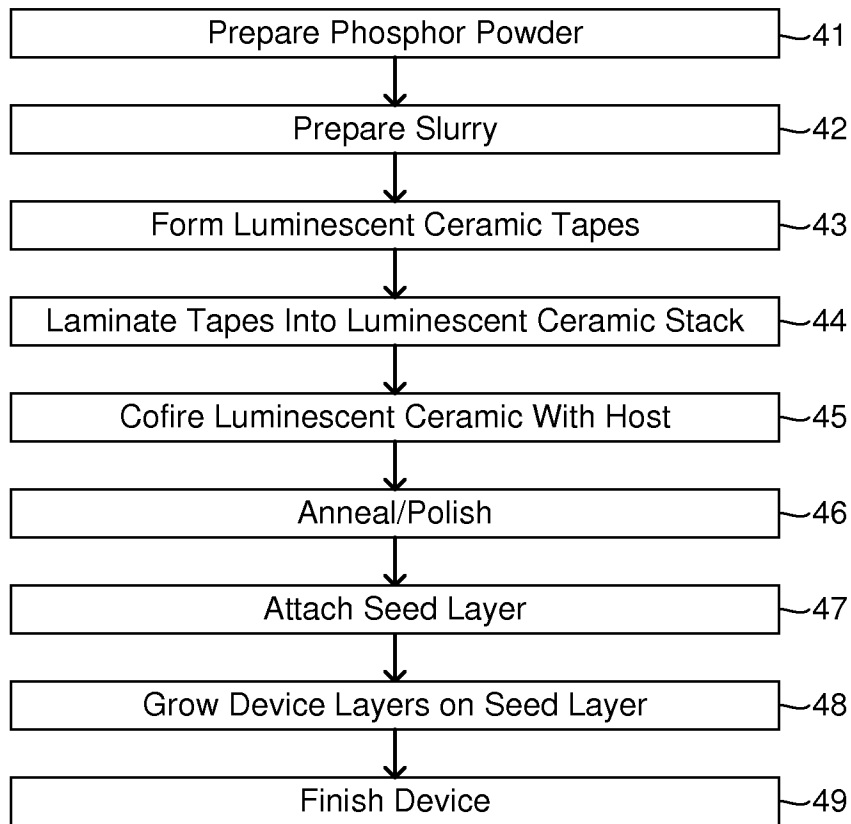 Prepare Phosphor Powder 41
Prepare Slurry 42
Form Luminescent Ceramic Tapes 43
Laminate Tapes Into Luminescent Ceramic Stack 44
Cofire Luminescent Ceramic With Host 45
Anneal/Polish 46
Attach Seed Layer 47
Grow Device Layers on Seed Layer 48
Finish Device 49